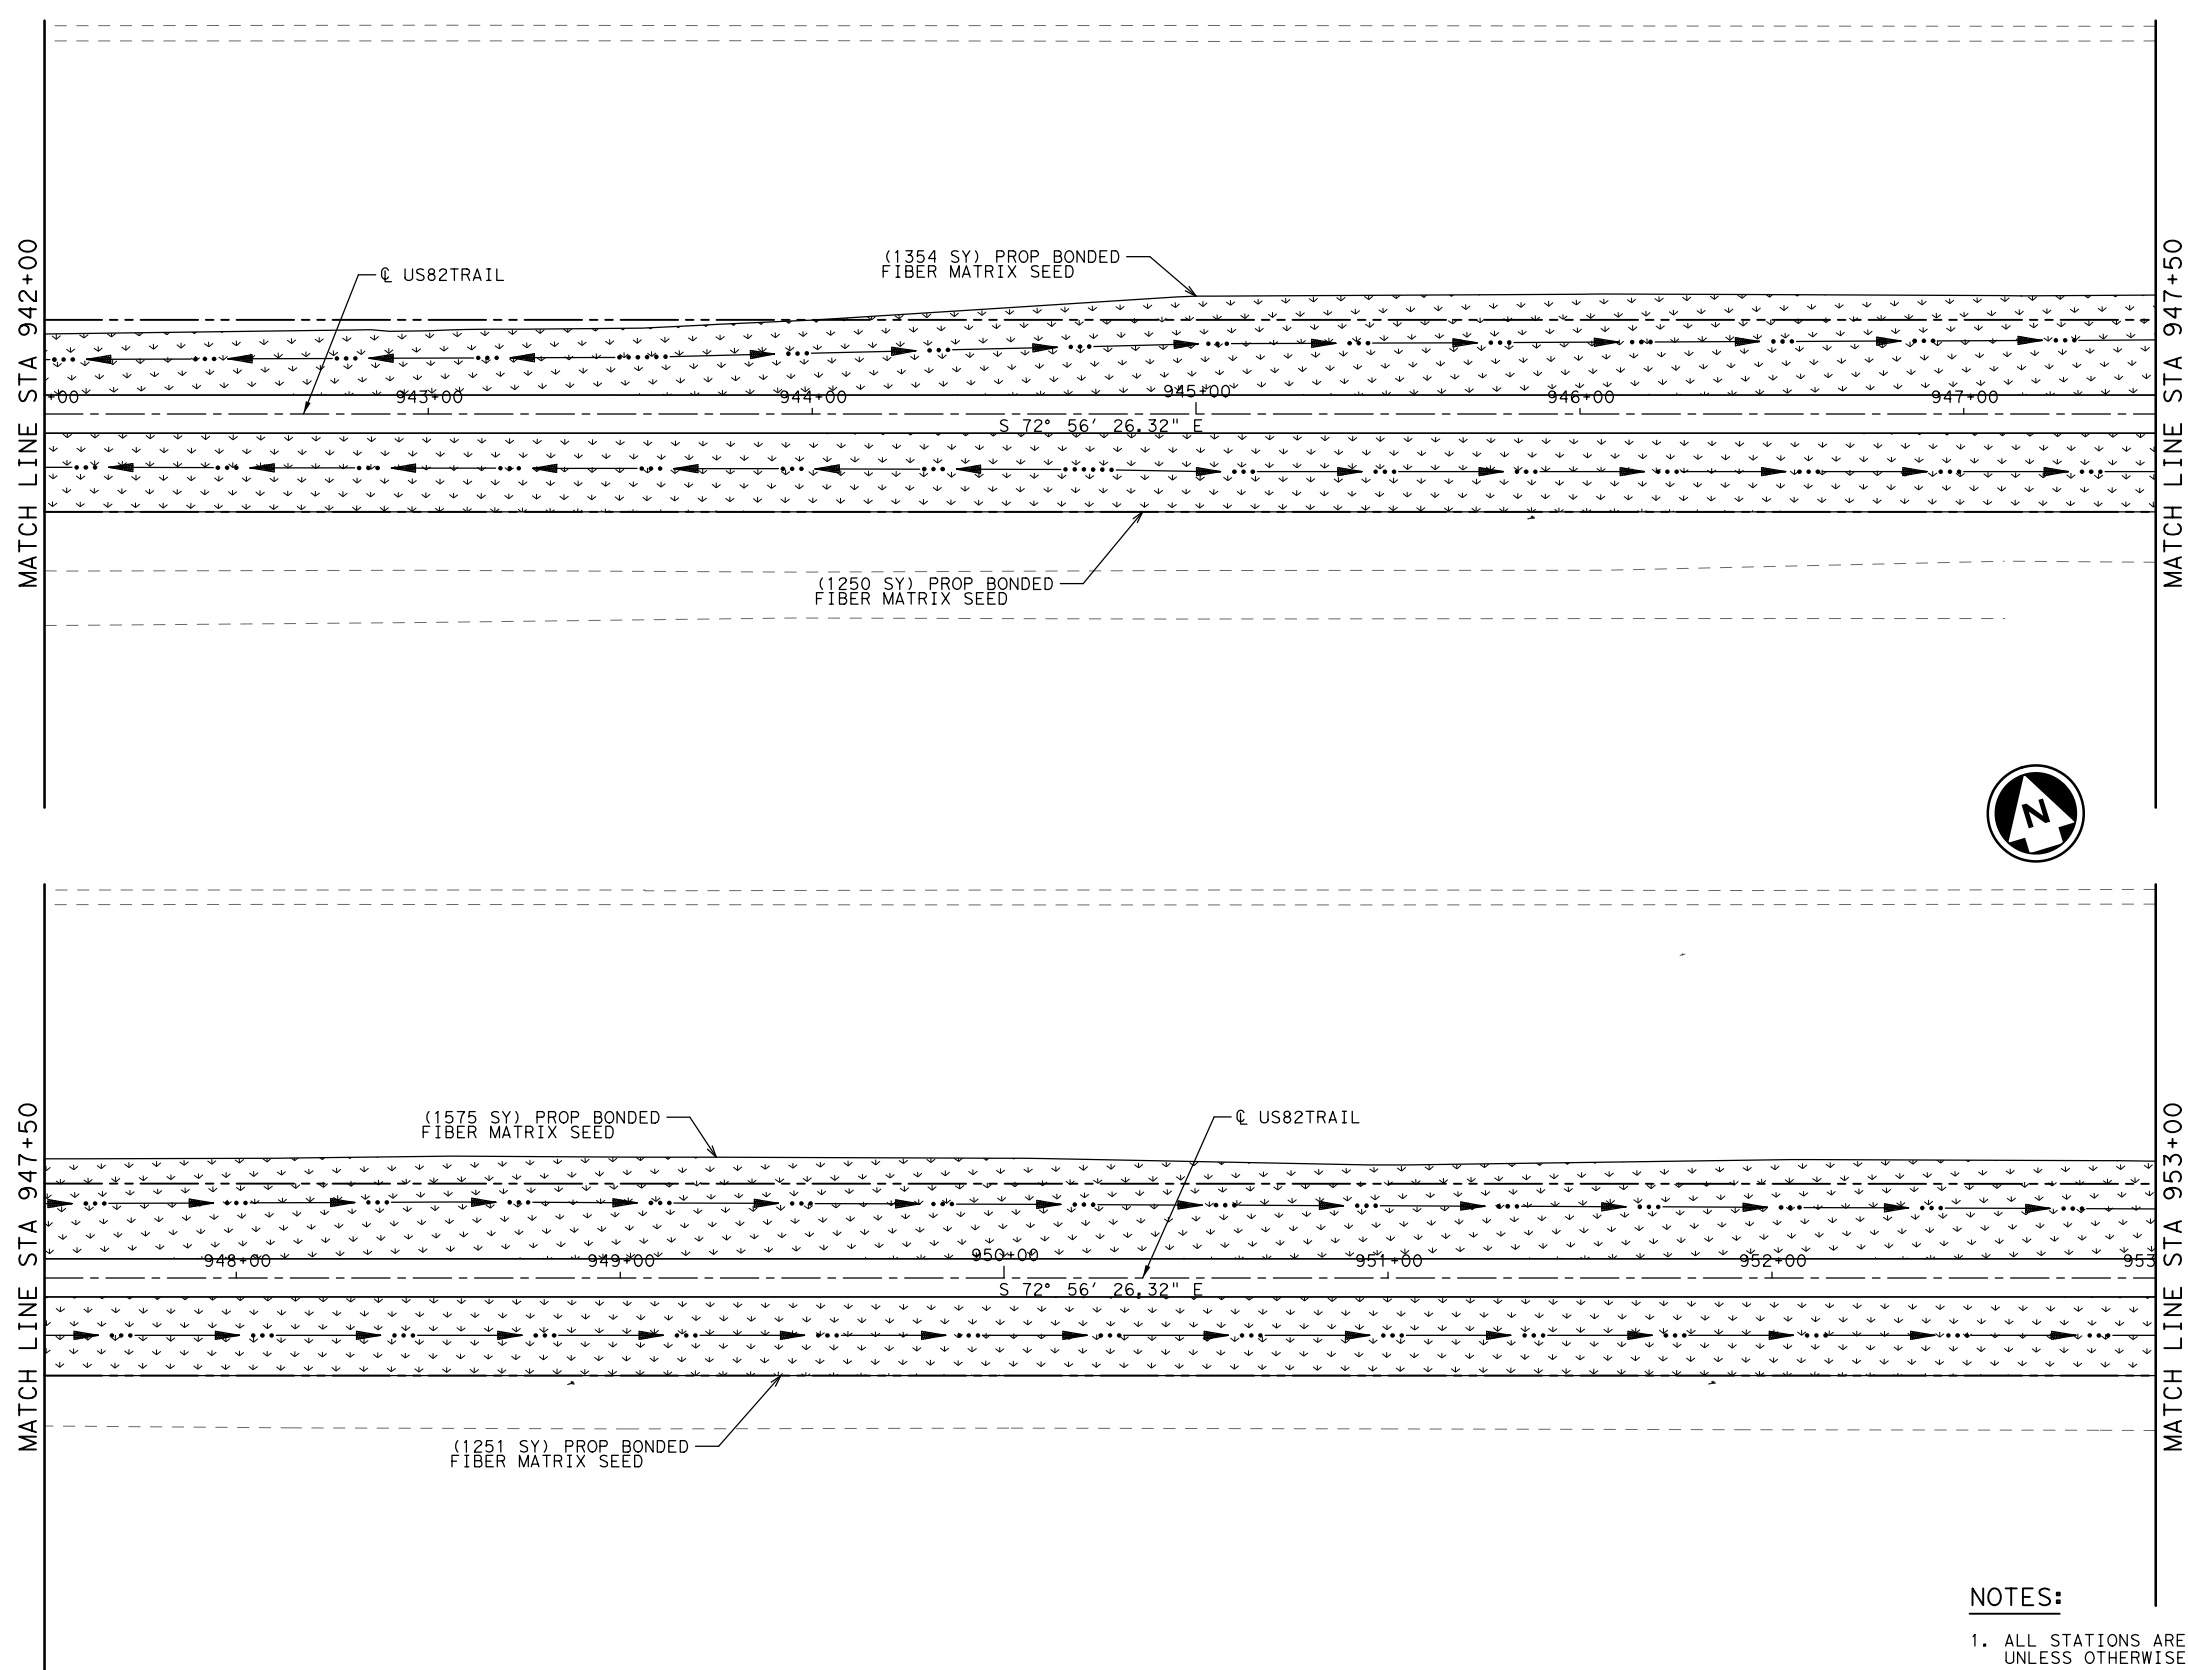 MATCH LINE STA 942+00
(1354 SY) PROP BONDED
FIBER MATRIX SEED
℄ US82TRAIL
+00
943+00
944+00
945+00
946+00
947+00
S 72° 56' 26.32" E
(1250 SY) PROP BONDED
FIBER MATRIX SEED
MATCH LINE STA 947+50
N
MATCH LINE STA 947+50
(1575 SY) PROP BONDED
FIBER MATRIX SEED
℄ US82TRAIL
948+00
949+00
950+00
951+00
952+00
953
S 72° 56' 26.32" E
(1251 SY) PROP BONDED
FIBER MATRIX SEED
MATCH LINE STA 953+00
NOTES:
1. ALL STATIONS ARE
UNLESS OTHERWISE